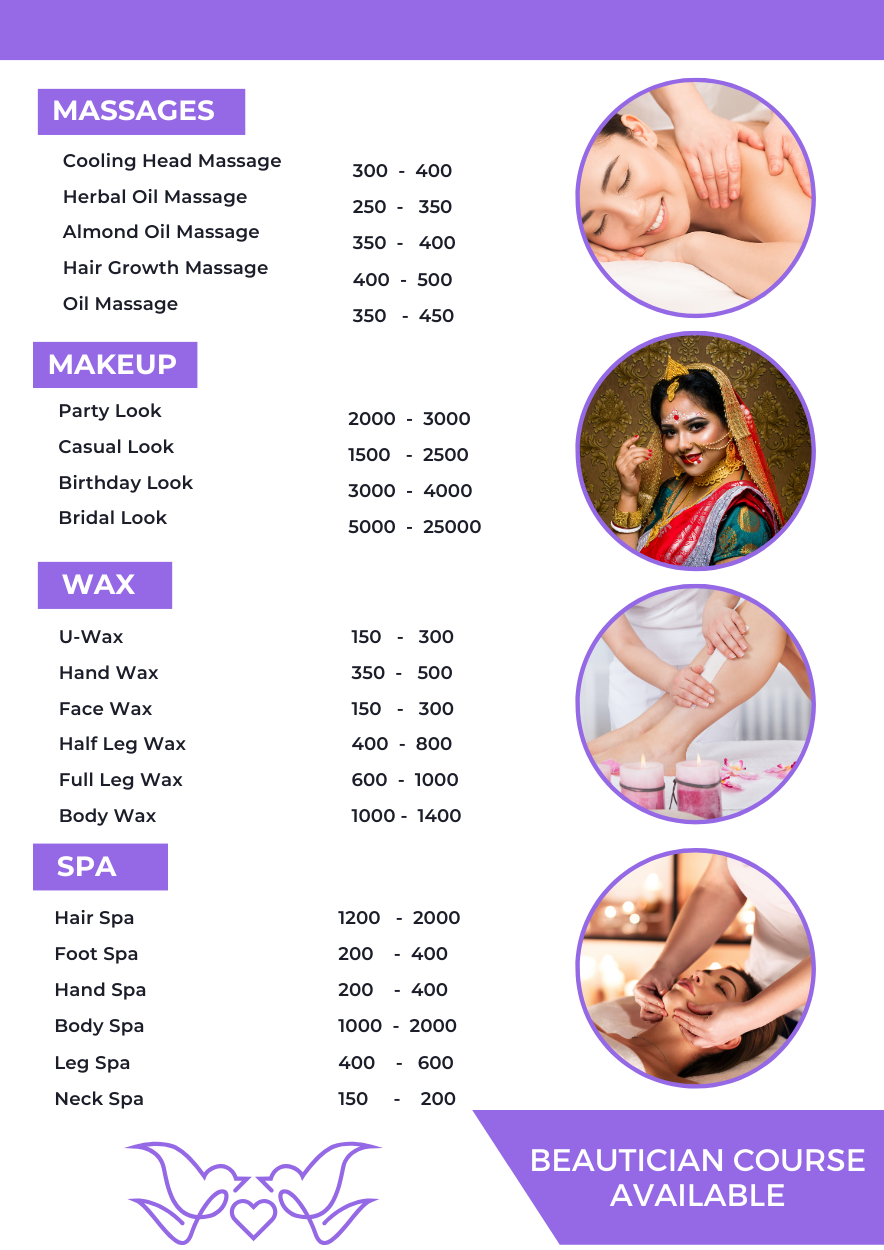 MASSAGES
Cooling Head Massage 300 - 400
Herbal Oil Massage 250 - 350
Almond Oil Massage 350 - 400
Hair Growth Massage 400 - 500
Oil Massage 350 - 450
MAKEUP
Party Look 2000 - 3000
Casual Look 1500 - 2500
Birthday Look 3000 - 4000
Bridal Look 5000 - 25000
WAX
U-Wax 150 - 300
Hand Wax 350 - 500
Face Wax 150 - 300
Half Leg Wax 400 - 800
Full Leg Wax 600 - 1000
Body Wax 1000 - 1400
SPA
Hair Spa 1200 - 2000
Foot Spa 200 - 400
Hand Spa 200 - 400
Body Spa 1000 - 2000
Leg Spa 400 - 600
Neck Spa 150 - 200
BEAUTICIAN COURSE
AVAILABLE